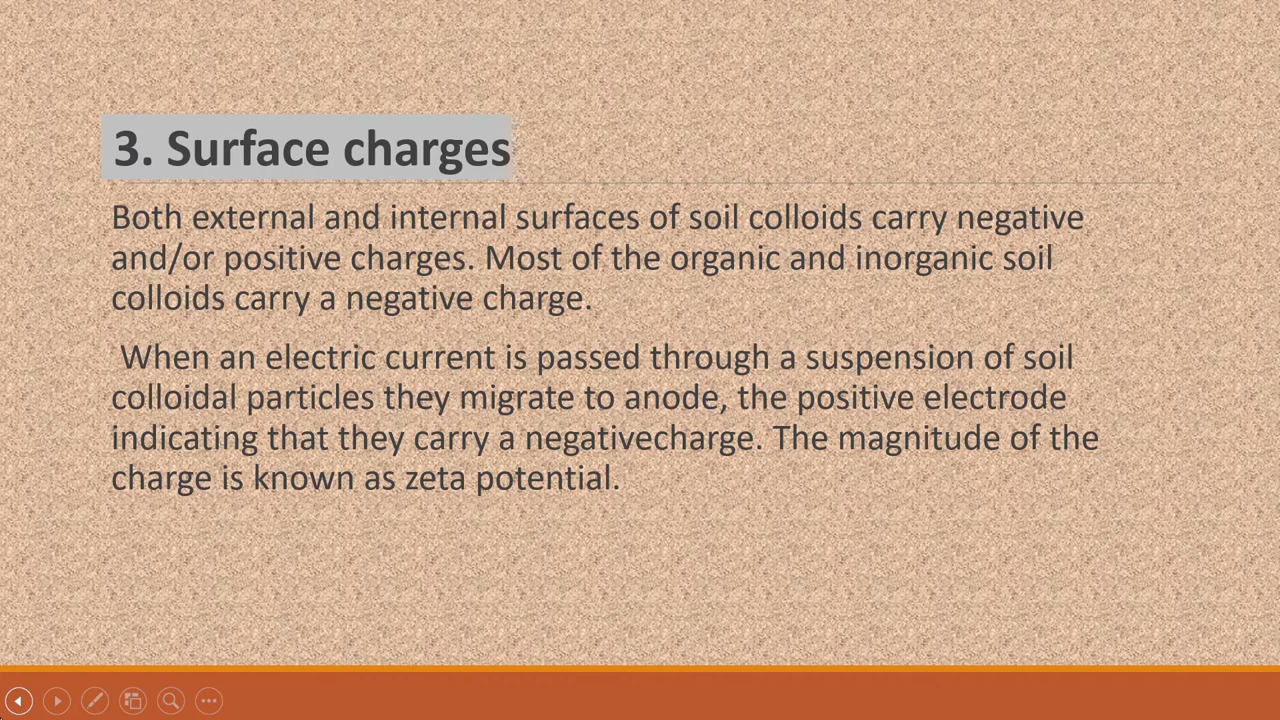 3. Surface charges
Both external and internal surfaces of soil colloids carry negative
and/or positive charges. Most of the organic and inorganic soil
colloids carry a negative charge.
When an electric current is passed through a suspension of soil
colloidal particles they migrate to anode, the positive electrode
indicating that they carry a negativecharge. The magnitude of the
charge is known as zeta potential.